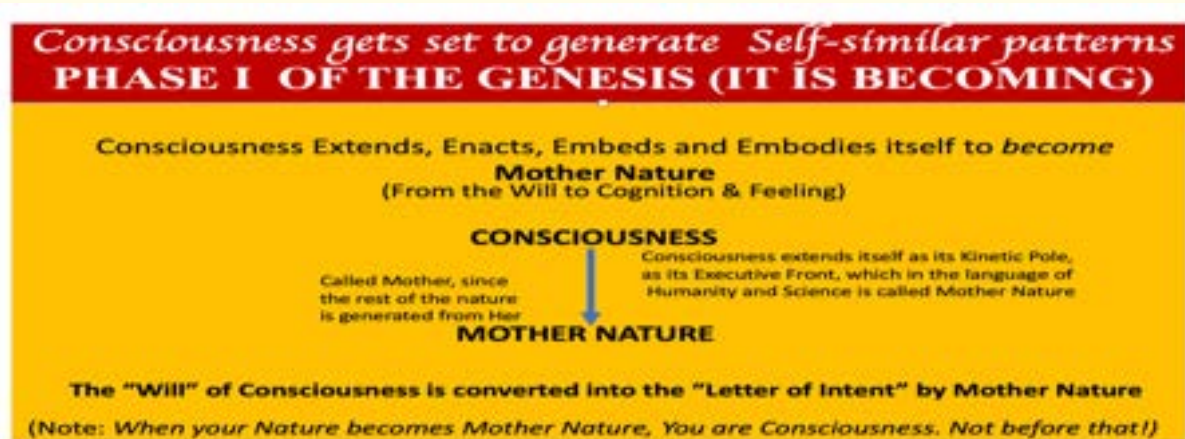 Consciousness gets set to generate Self-similar patterns
PHASE I OF THE GENESIS (IT IS BECOMING)
Consciousness Extends, Enacts, Embeds and Embodies itself to become
Mother Nature
(From the Will to Cognition & Feeling)
CONSCIOUSNESS
Called Mother, since
the rest of the nature
is generated from Her
Consciousness extends itself as its Kinetic Pole,
as its Executive Front, which in the language of
Humanity and Science is called Mother Nature
MOTHER NATURE
The “Will” of Consciousness is converted into the “Letter of Intent” by Mother Nature
(Note: When your Nature becomes Mother Nature, You are Consciousness. Not before that!)